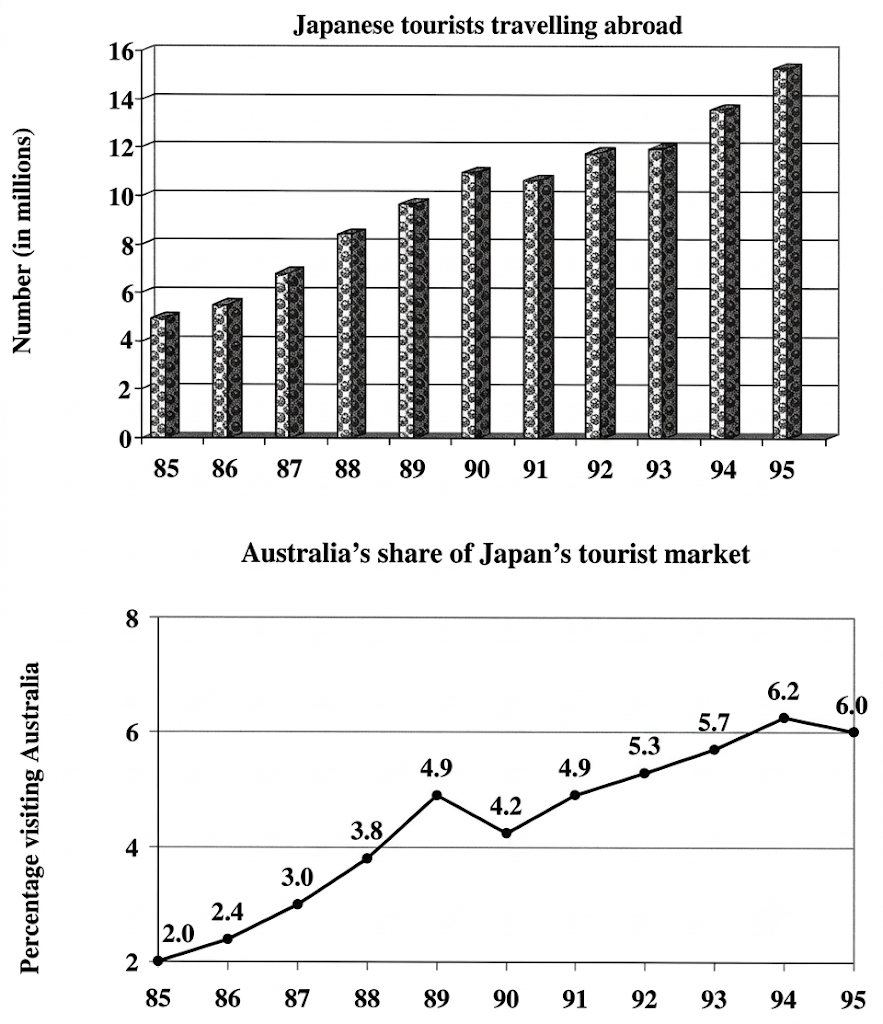 Japanese tourists travelling abroad
Number (in millions)
16
14
12
10
8
6
4
2
0
85 86 87 88 89 90 91 92 93 94 95
Australia’s share of Japan’s tourist market
Percentage visiting Australia
8
6
4
2
2.0 2.4 3.0 3.8 4.9 4.2 4.9 5.3 5.7 6.2 6.0
85 86 87 88 89 90 91 92 93 94 95